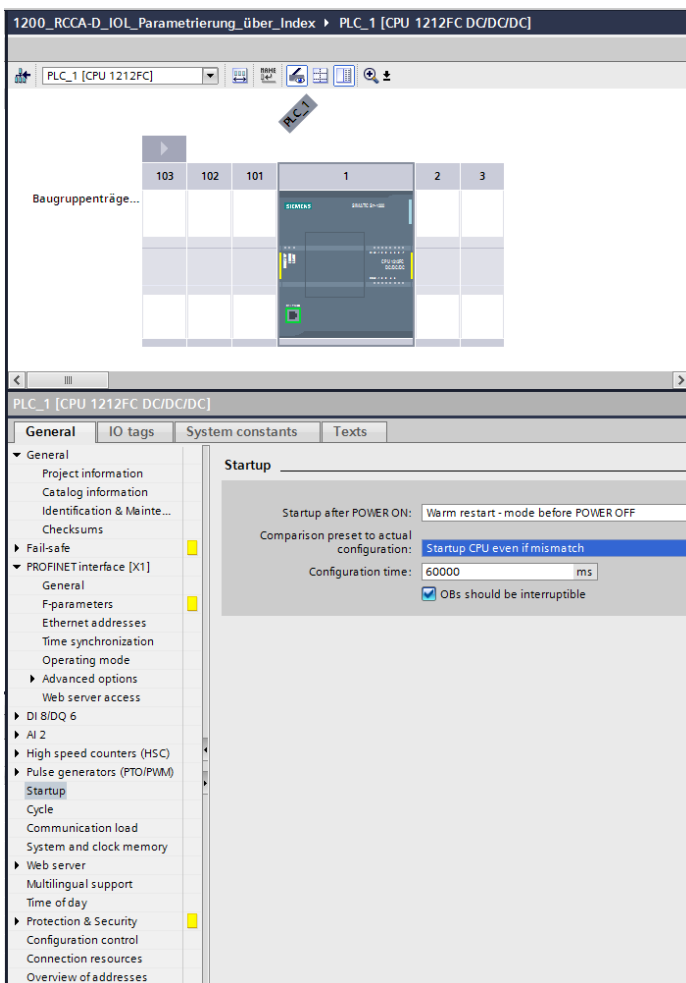 1200_RCCA-D_IOL_Parametrierung_über_Index ▸ PLC_1 [CPU 1212FC DC/DC/DC]
PLC_1 [CPU 1212FC]
PLC_1
103 102 101 1 2 3
Baugruppenträge...
SIEMENS
PLC_1 [CPU 1212FC DC/DC/DC]
General IO tags System constants Texts
General
Project information
Catalog information
Identification & Mainte...
Checksums
Fail-safe
PROFINET interface [X1]
General
F-parameters
Ethernet addresses
Time synchronization
Operating mode
Advanced options
Web server access
DI 8/DQ 6
AI 2
High speed counters (HSC)
Pulse generators (PTO/PWM)
Startup
Cycle
Communication load
System and clock memory
Web server
Multilingual support
Time of day
Protection & Security
Configuration control
Connection resources
Overview of addresses
Startup
Startup after POWER ON: Warm restart - mode before POWER OFF
Comparison preset to actual
configuration: Startup CPU even if mismatch
Configuration time: 60000 ms
OBs should be interruptible